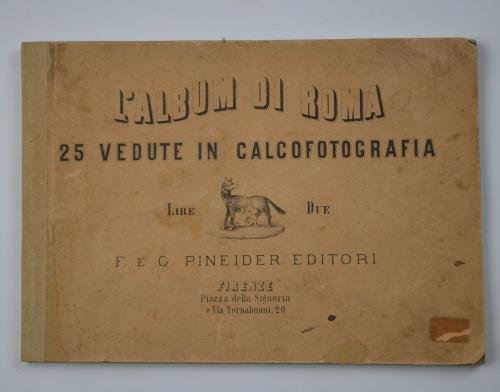 L'ALBUM DI ROMA
25 VEDUTE IN CALCOFOTOGRAFIA
LIRE DUE
F. E G. PINEIDER EDITORI
FIRENZE
Piazza della Signoria
e Via Tornabuoni. 20